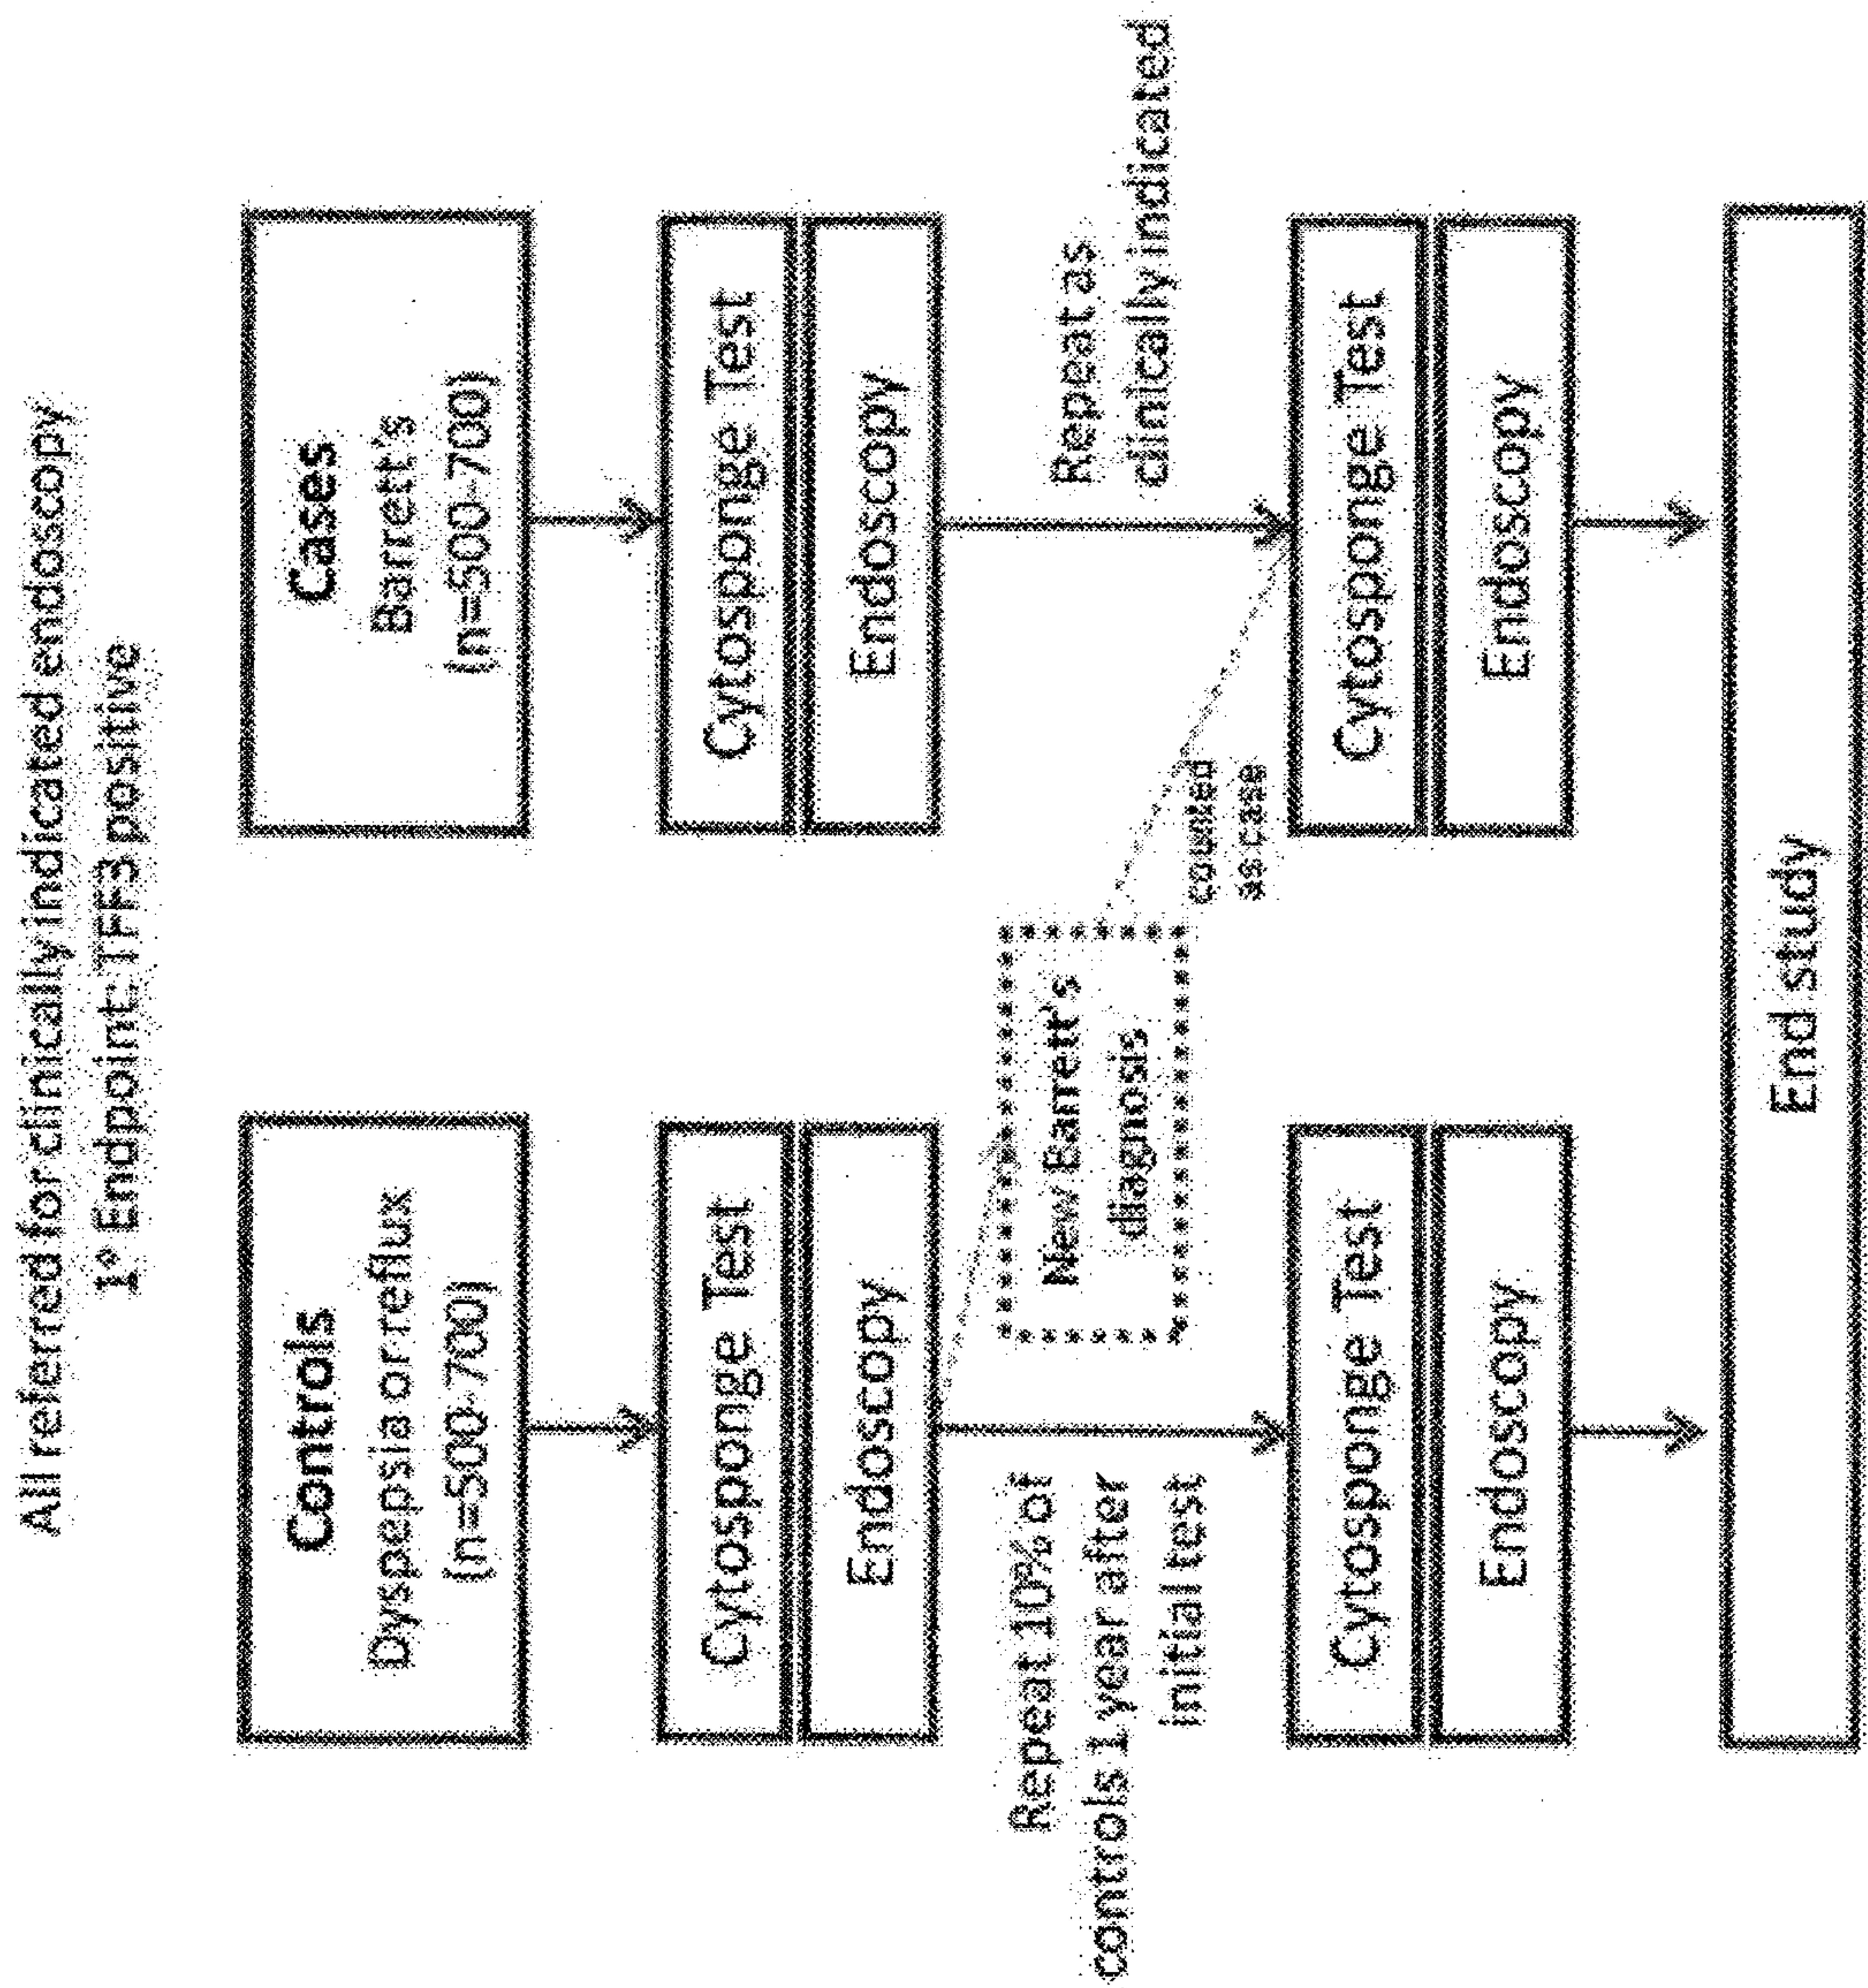 All referred for clinically indicated endoscopy
1° Endpoint: TFF3 positive
Controls
Dyspepsia or reflux
(n=500-700)
Cases
Barrett's
(n=500-700)
Cytosponge Test
Endoscopy
Cytosponge Test
Endoscopy
Repeat 10% of
controls 1 year after
initial test
New Barrett's
diagnosis
counted
as case
Repeat as
clinically indicated
Cytosponge Test
Endoscopy
Cytosponge Test
Endoscopy
End study